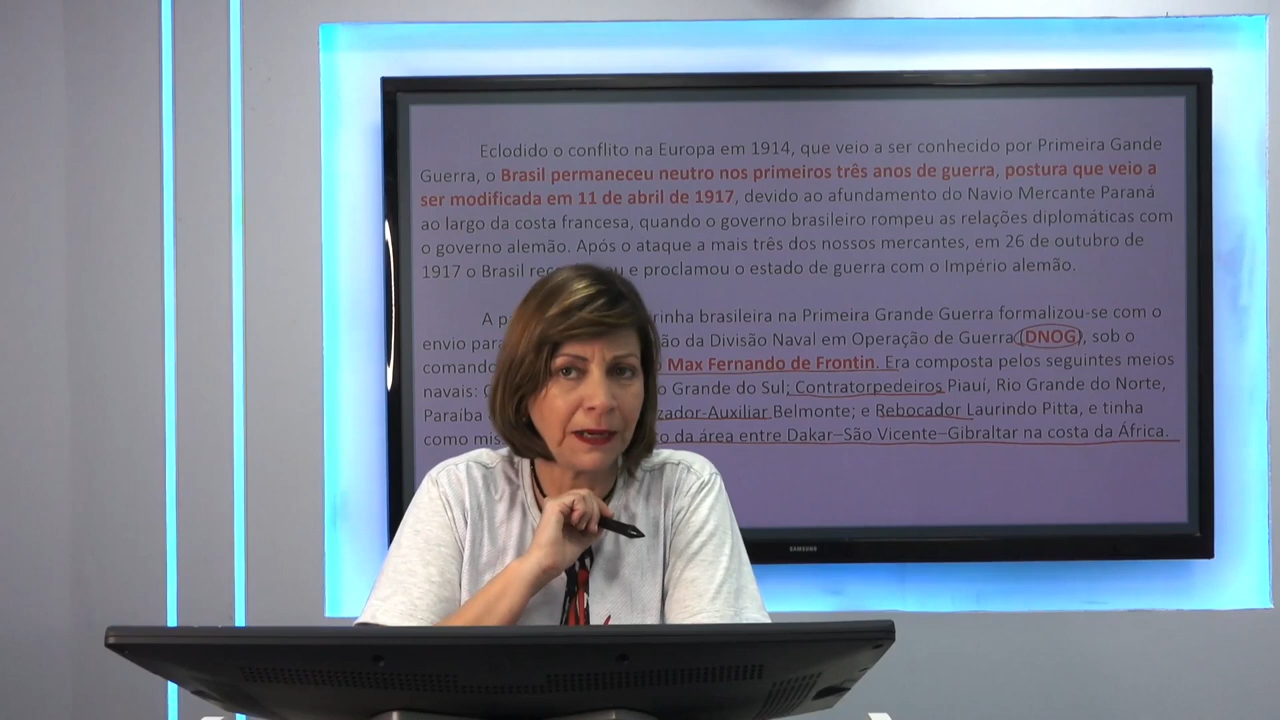 Eclodido o conflito na Europa em 1914, que veio a ser conhecido por Primeira Gande
Guerra, o Brasil permaneceu neutro nos primeiros três anos de guerra, postura que veio a
ser modificada em 11 de abril de 1917, devido ao afundamento do Navio Mercante Paraná
ao largo da costa francesa, quando o governo brasileiro rompeu as relações diplomáticas com
o governo alemão. Após o ataque a mais três dos nossos mercantes, em 26 de outubro de
1917 o Brasil e proclamou o estado de guerra com o Império alemão.
A brasileira na Primeira Grande Guerra formalizou-se com o
envio da Divisão Naval em Operação de Guerra (DNOG), sob o
comando Max Fernando de Frontin. Era composta pelos seguintes meios
navais: Grande do Sul; Contratorpedeiros Piauí, Rio Grande do Norte,
Paraíba Belmonte; e Rebocador Laurindo Pitta, e tinha
como da área entre Dakar–São Vicente–Gibraltar na costa da África.
SAMSUNG